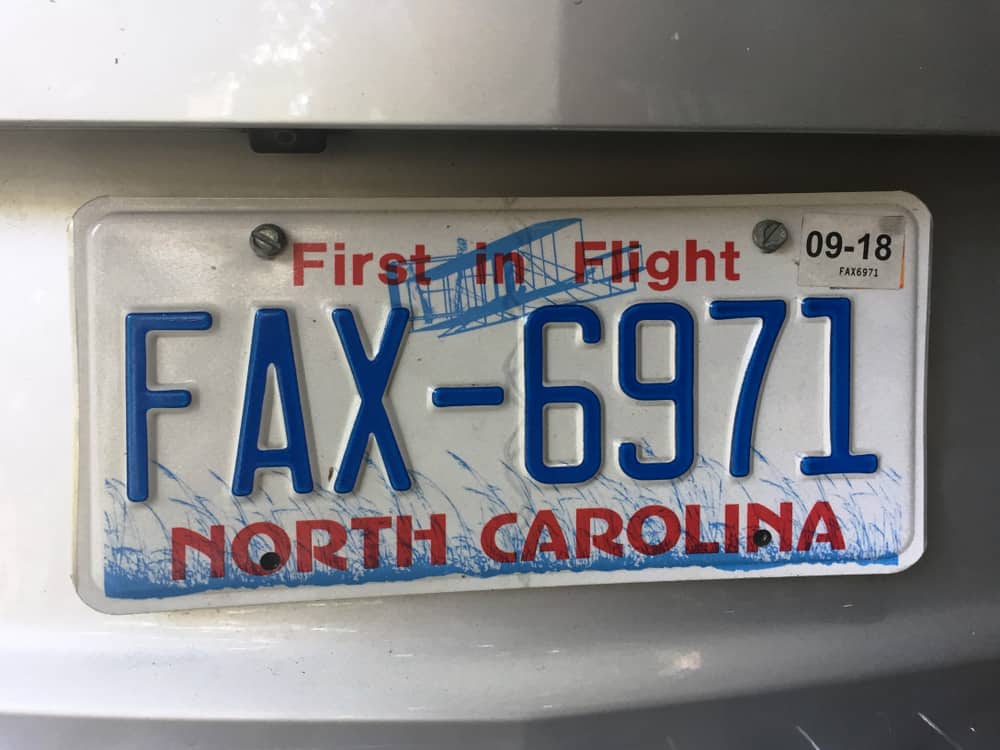 First in Flight
09-18
FAX6971
FAX-6971
NORTH CAROLINA